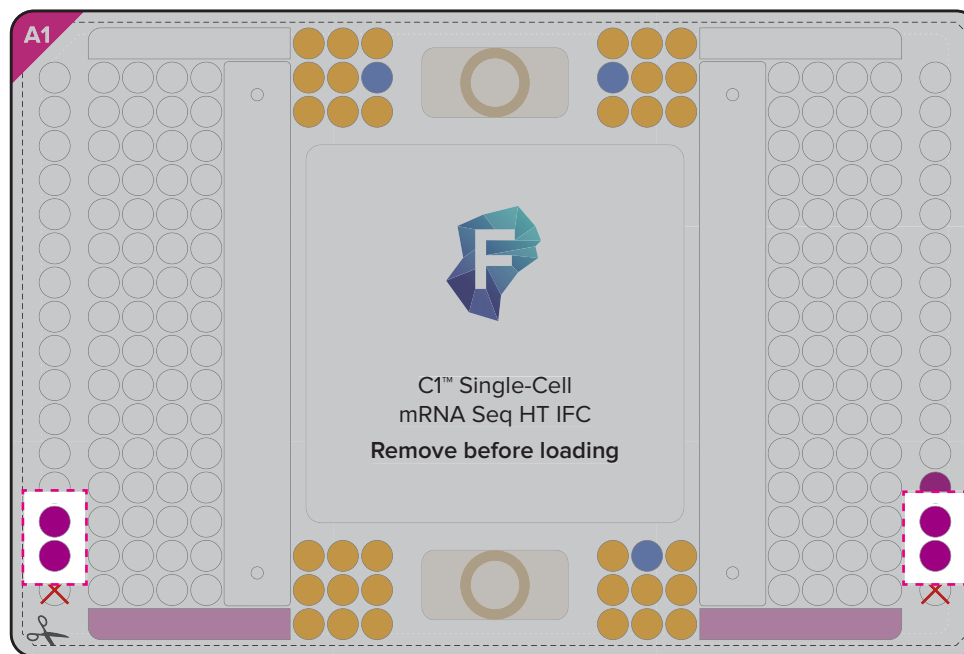 A1
F
C1™ Single-Cell
mRNA Seq HT IFC
Remove before loading